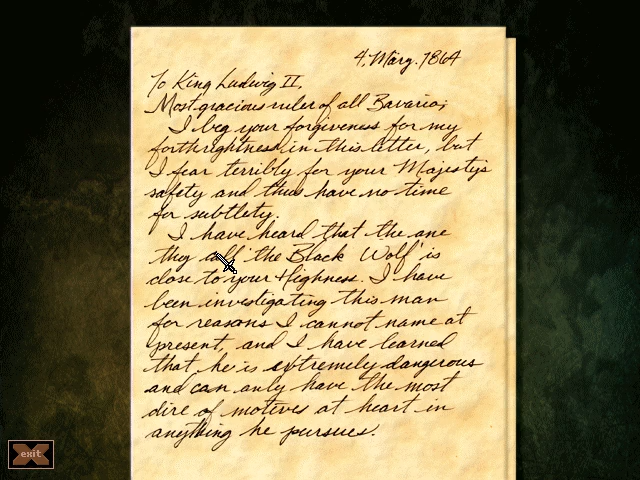 4. März. 1864
To King Ludwig II,
Most gracious ruler of all Bavaria;
I beg your forgiveness for my
forthrightness in this letter, but
I fear terribly for your Majesty's
safety and thus have no time
for subtlety.
I have heard that the one
they call 'the Black Wolf' is
close to your Highness. I have
been investigating this man
for reasons I cannot name at
present, and I have learned
that he is extremely dangerous
and can only have the most
dire of motives at heart in
anything he pursues.
exit